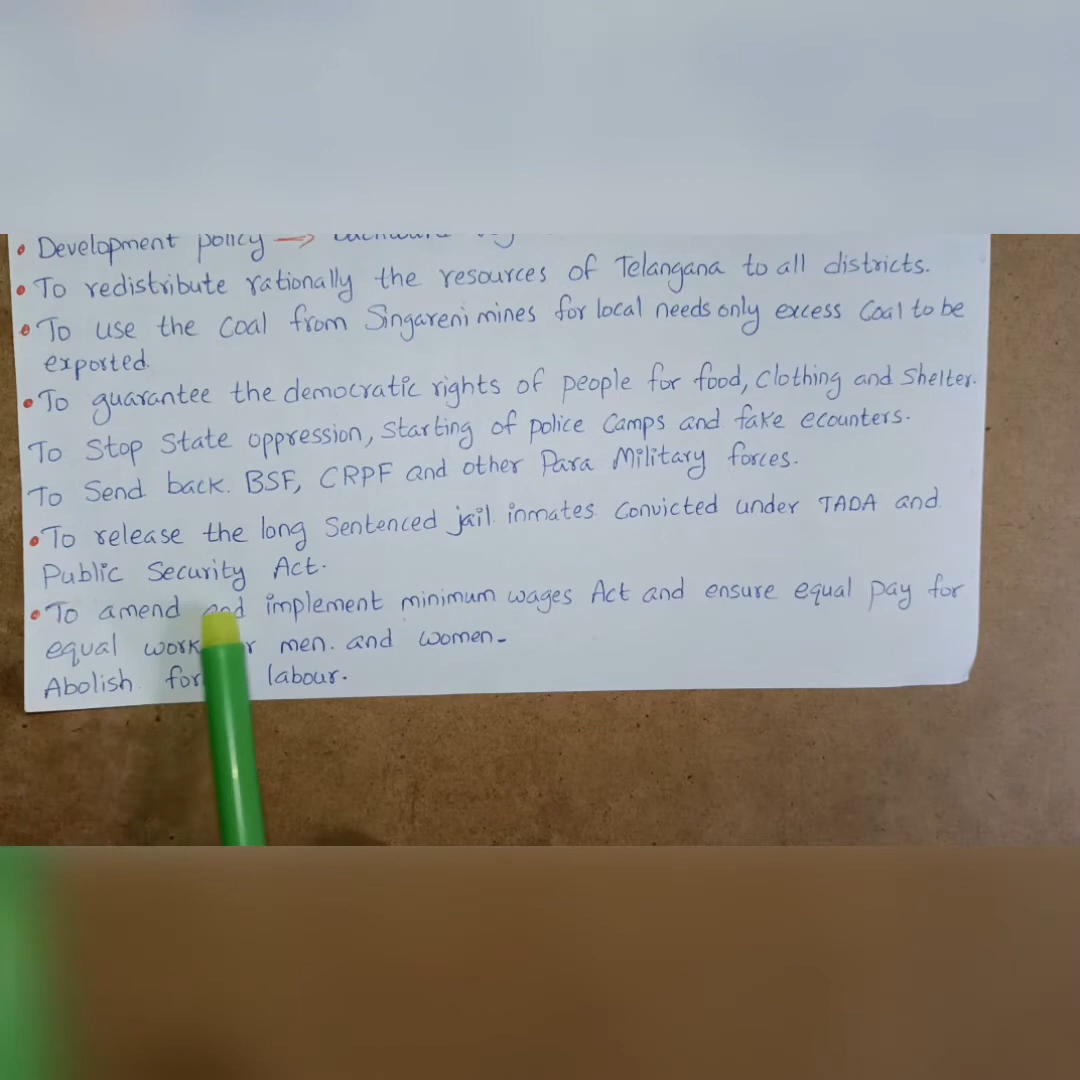 • Development policy →
• To redistribute rationally the resources of Telangana to all districts.
• To use the Coal from Singareni mines for local needs only excess Coal to be
exported.
• To guarantee the democratic rights of people for food, Clothing and Shelter.
To Stop State oppression, Starting of police Camps and fake ecounters.
To Send back. BSF, CRPF and other Para Military forces.
• To release the long Sentenced jail inmates Convicted under TADA and
Public Security Act.
• To amend and implement minimum wages Act and ensure equal pay for
equal work men. and women-
Abolish labour.